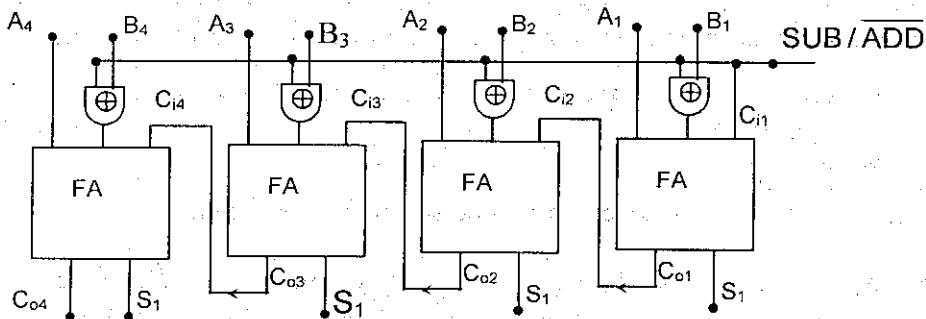 A4 B4 A3 B3 A2 B2 A1 B1
SUB / ADD
Ci4 Ci3 Ci2 Ci1
FA FA FA FA
Co4 S1 Co3 S1 Co2 S1 Co1 S1